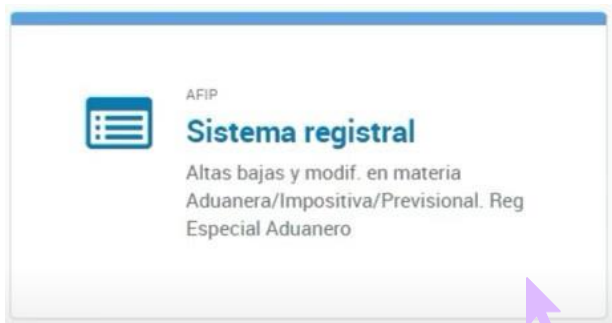 AFIP
Sistema registral
Altas bajas y modif. en materia
Aduanera/Impositiva/Previsional. Reg
Especial Aduanero